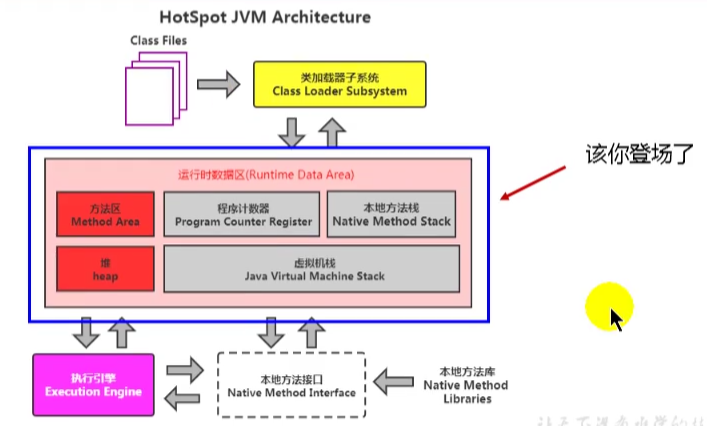 HotSpot JVM Architecture
Class Files
类加载器子系统
Class Loader Subsystem
该你登场了
运行时数据区(Runtime Data Area)
方法区
Method Area
程序计数器
Program Counter Register
本地方法栈
Native Method Stack
堆
heap
虚拟机栈
Java Virtual Machine Stack
执行引擎
Execution Engine
本地方法接口
Native Method Interface
本地方法库
Native Method
Libraries